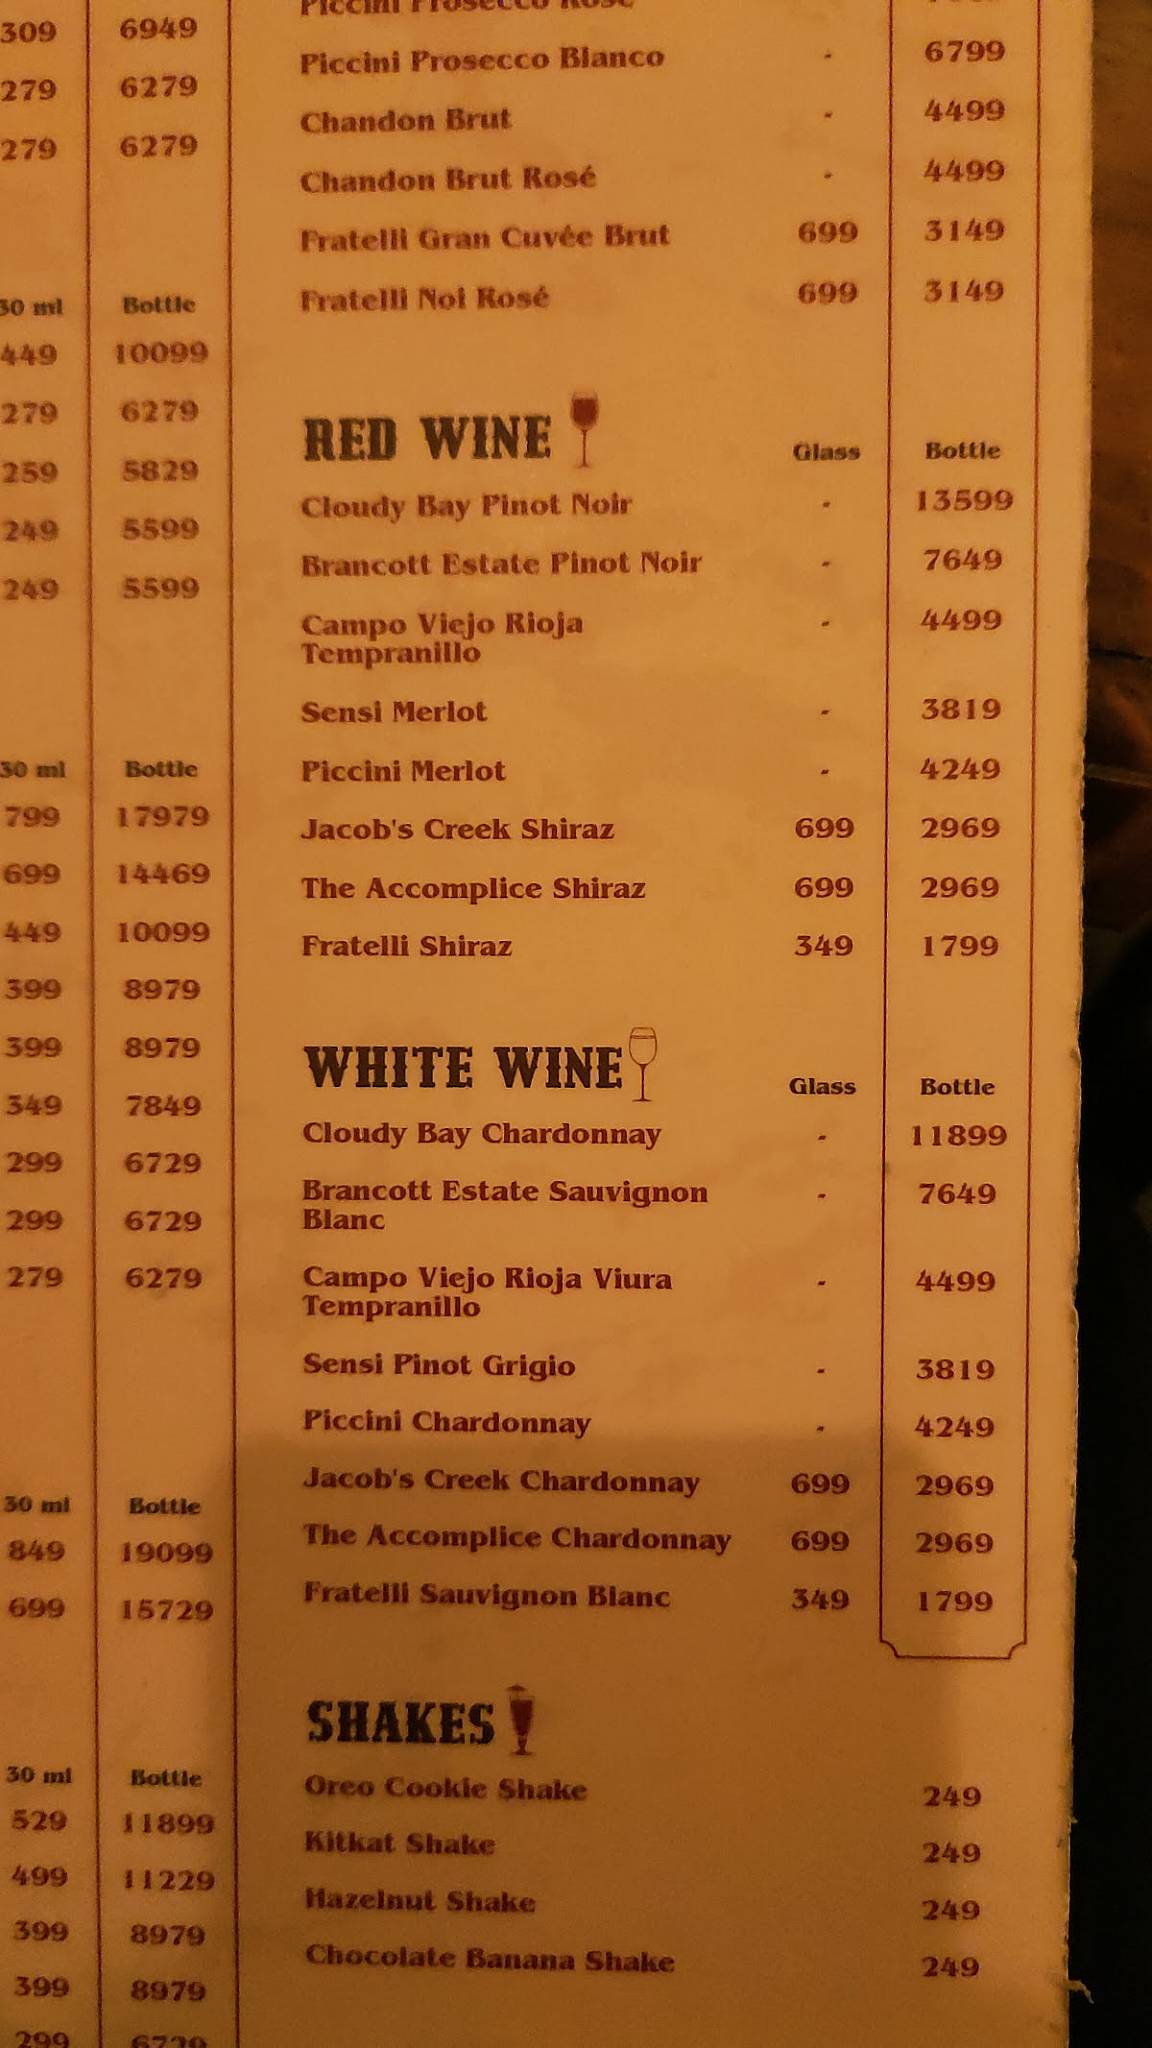 309 6949
279 6279
279 6279
30 ml Bottle
449 10099
279 6279
259 5829
249 5599
249 5599
30 ml Bottle
799 17979
699 14469
449 10099
399 8979
399 8979
349 7849
299 6729
299 6729
279 6279
30 ml Bottle
849 19099
699 15729
30 ml Bottle
529 11899
499 11229
399 8979
399 8979
299 6729
Piccini Prosecco Rosé
Piccini Prosecco Blanco - 6799
Chandon Brut - 4499
Chandon Brut Rosé - 4499
Fratelli Gran Cuvée Brut 699 3149
Fratelli Noi Rosé 699 3149
RED WINE Glass Bottle
Cloudy Bay Pinot Noir - 13599
Brancott Estate Pinot Noir - 7649
Campo Viejo Rioja - 4499
Tempranillo
Sensi Merlot - 3819
Piccini Merlot - 4249
Jacob's Creek Shiraz 699 2969
The Accomplice Shiraz 699 2969
Fratelli Shiraz 349 1799
WHITE WINE Glass Bottle
Cloudy Bay Chardonnay - 11899
Brancott Estate Sauvignon - 7649
Blanc
Campo Viejo Rioja Viura - 4499
Tempranillo
Sensi Pinot Grigio - 3819
Piccini Chardonnay - 4249
Jacob's Creek Chardonnay 699 2969
The Accomplice Chardonnay 699 2969
Fratelli Sauvignon Blanc 349 1799
SHAKES
Oreo Cookie Shake 249
Kitkat Shake 249
Hazelnut Shake 249
Chocolate Banana Shake 249